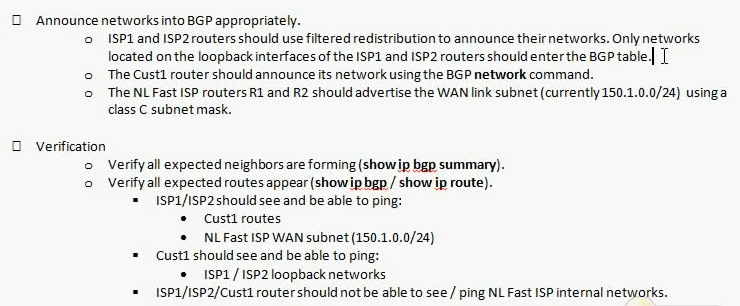 Announce networks into BGP appropriately.
o ISP1 and ISP2 routers should use filtered redistribution to announce their networks. Only networks
located on the loopback interfaces of the ISP1 and ISP2 routers should enter the BGP table.
o The Cust1 router should announce its network using the BGP network command.
o The NL Fast ISP routers R1 and R2 should advertise the WAN link subnet (currently 150.1.0.0/24) using a
class C subnet mask.
Verification
o Verify all expected neighbors are forming (show ip bgp summary).
o Verify all expected routes appear (show ip bgp / show ip route).
▪ ISP1/ISP2 should see and be able to ping:
• Cust1 routes
• NL Fast ISP WAN subnet (150.1.0.0/24)
▪ Cust1 should see and be able to ping:
• ISP1 / ISP2 loopback networks
▪ ISP1/ISP2/Cust1 router should not be able to see / ping NL Fast ISP internal networks.